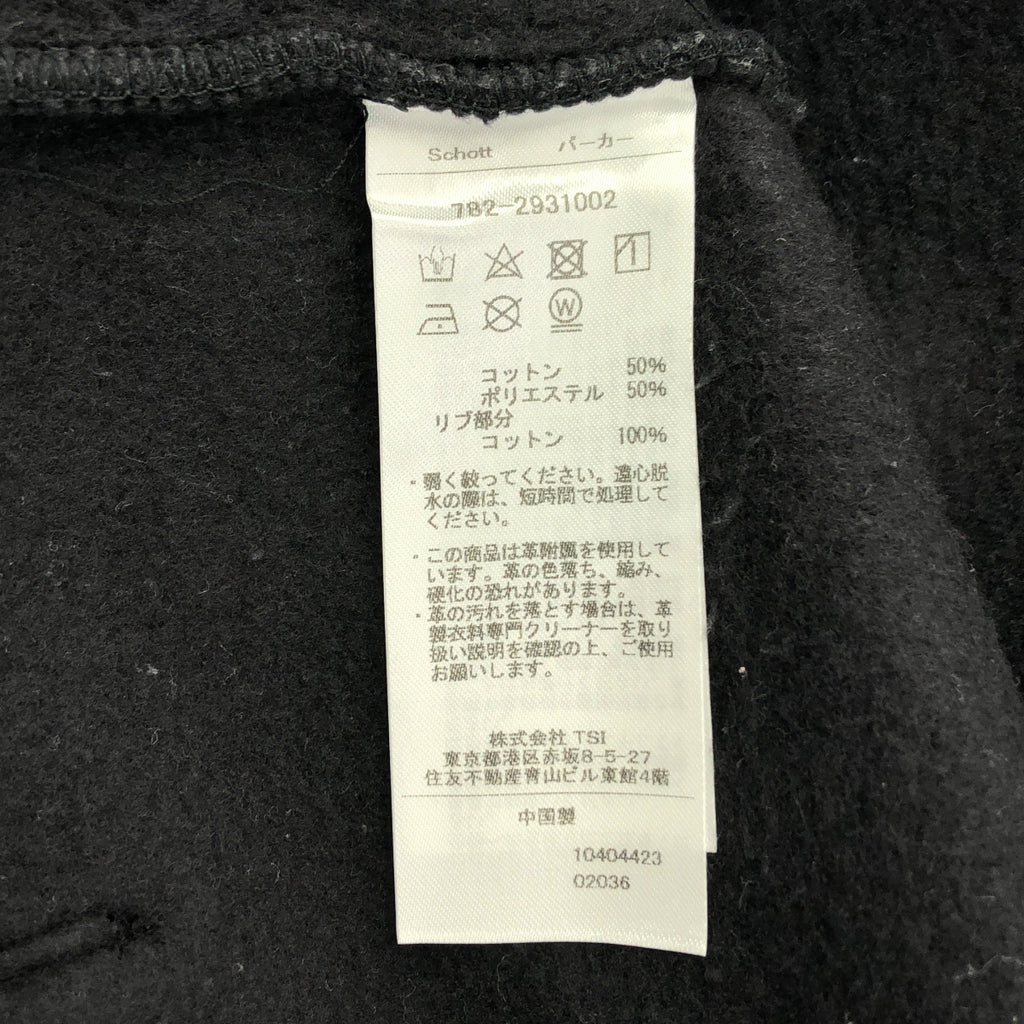 Schott パーカー
782-2931002
W
コットン 50%
ポリエステル 50%
リブ部分
コットン 100%
・弱く絞ってください。遠心脱
水の際は、短時間で処理して
ください。
・この商品は革附属を使用して
います。革の色落ち、縮み、
硬化の恐れがあります。
・革の汚れを落とす場合は、革
製衣料専門クリーナーを取り
扱い説明を確認の上、ご使用
お願いします。
株式会社 TSI
東京都港区赤坂8-5-27
住友不動産青山ビル東館4階
中国製
10404423
02036